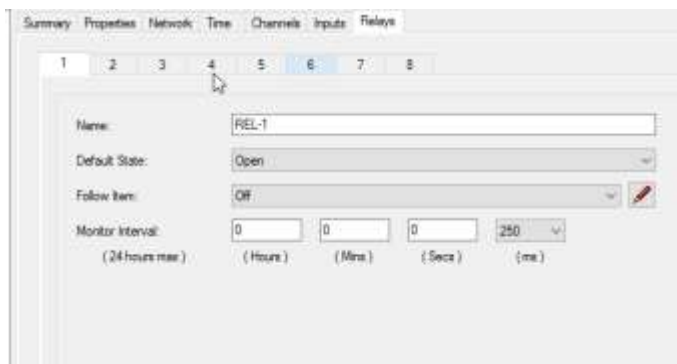 Summary Properties Network Time Channels Inputs Relays
1 2 3 4 5 6 7 8
Name: REL-1
Default State: Open
Follow Item: Off
Monitor Interval: 0 0 0 250
( 24 hours max ) ( Hours ) ( Mins ) ( Secs ) ( ms )